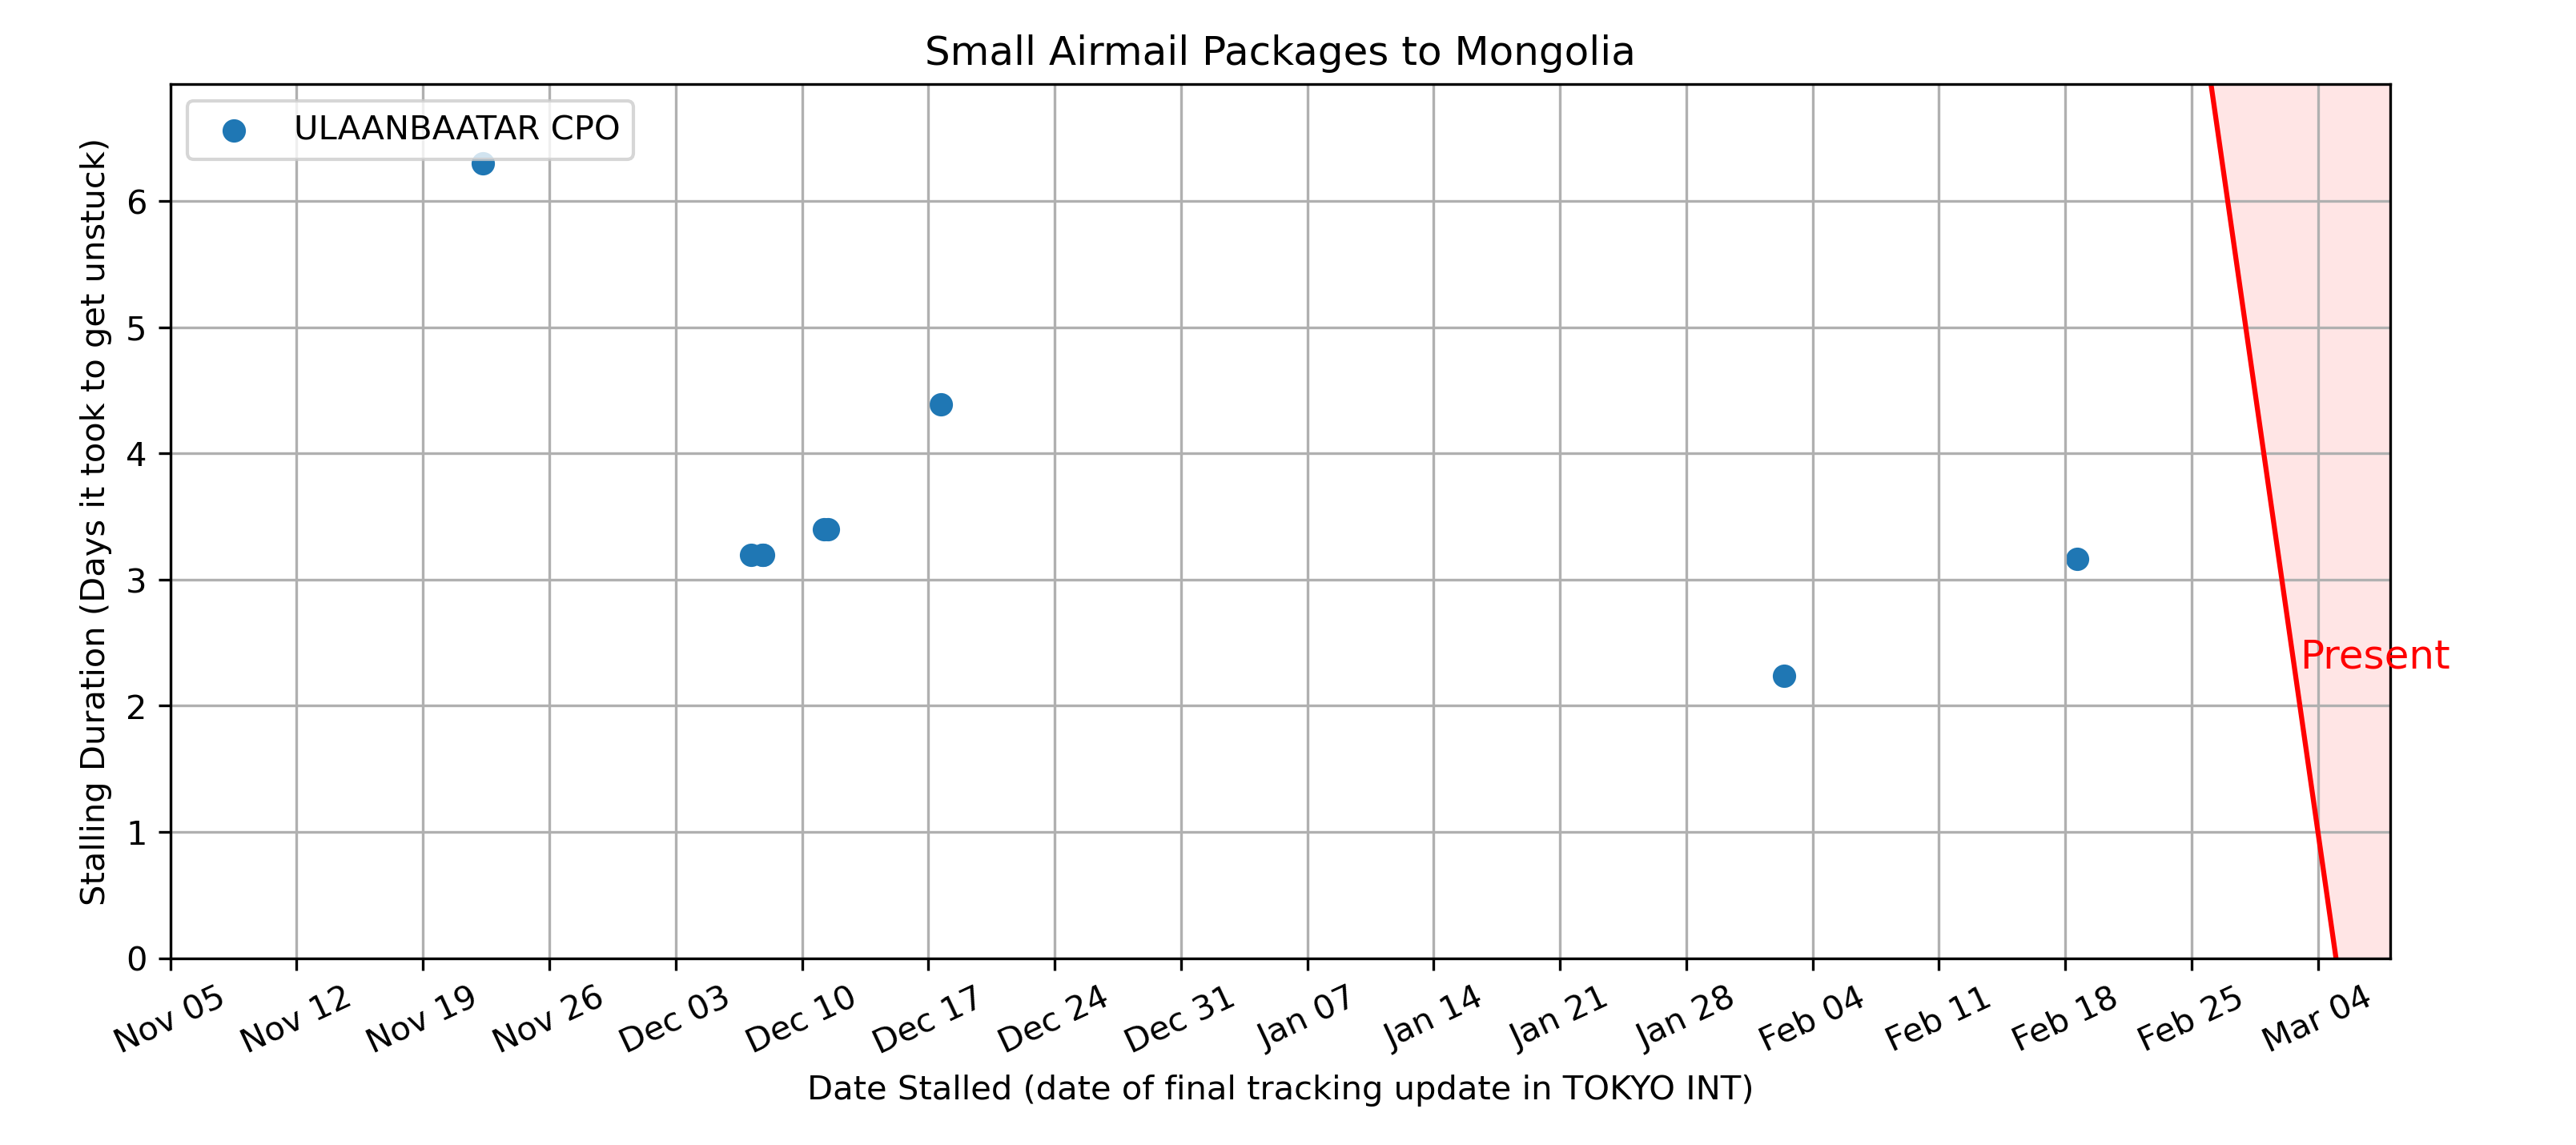 Small Airmail Packages to Mongolia
ULAANBAATAR CPO
Stalling Duration (Days it took to get unstuck)
6
5
4
3
2
1
0
Present
Nov 05
Nov 12
Nov 19
Nov 26
Dec 03
Dec 10
Dec 17
Dec 24
Dec 31
Jan 07
Jan 14
Jan 21
Jan 28
Feb 04
Feb 11
Feb 18
Feb 25
Mar 04
Date Stalled (date of final tracking update in TOKYO INT)